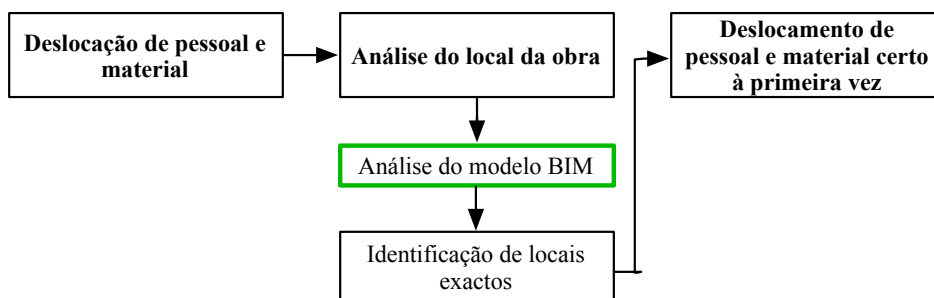 Deslocação de pessoal e
material
Análise do local da obra
Deslocamento de
pessoal e material certo
à primeira vez
Análise do modelo BIM
Identificação de locais
exactos